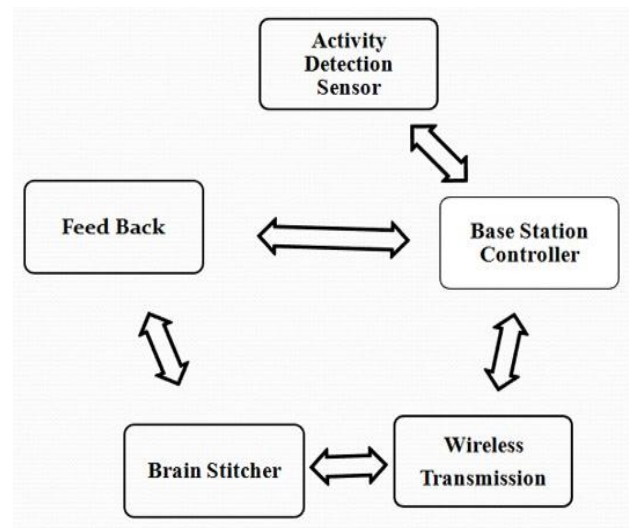 Activity
Detection
Sensor
Feed Back
Base Station
Controller
Brain Stitcher
Wireless
Transmission